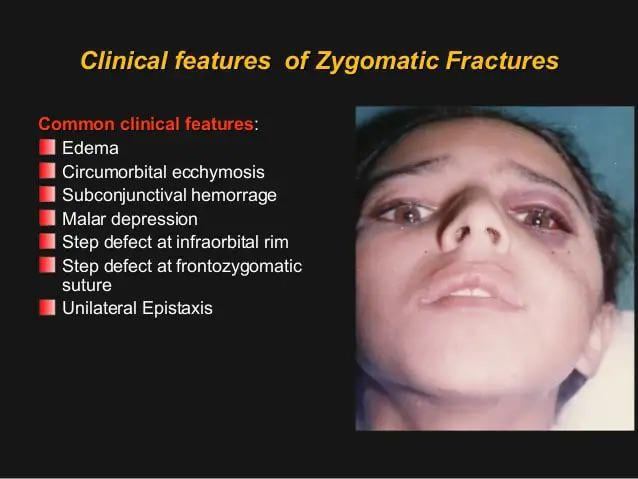 Clinical features of Zygomatic Fractures
Common clinical features:
Edema
Circumorbital ecchymosis
Subconjunctival hemorrage
Malar depression
Step defect at infraorbital rim
Step defect at frontozygomatic
suture
Unilateral Epistaxis